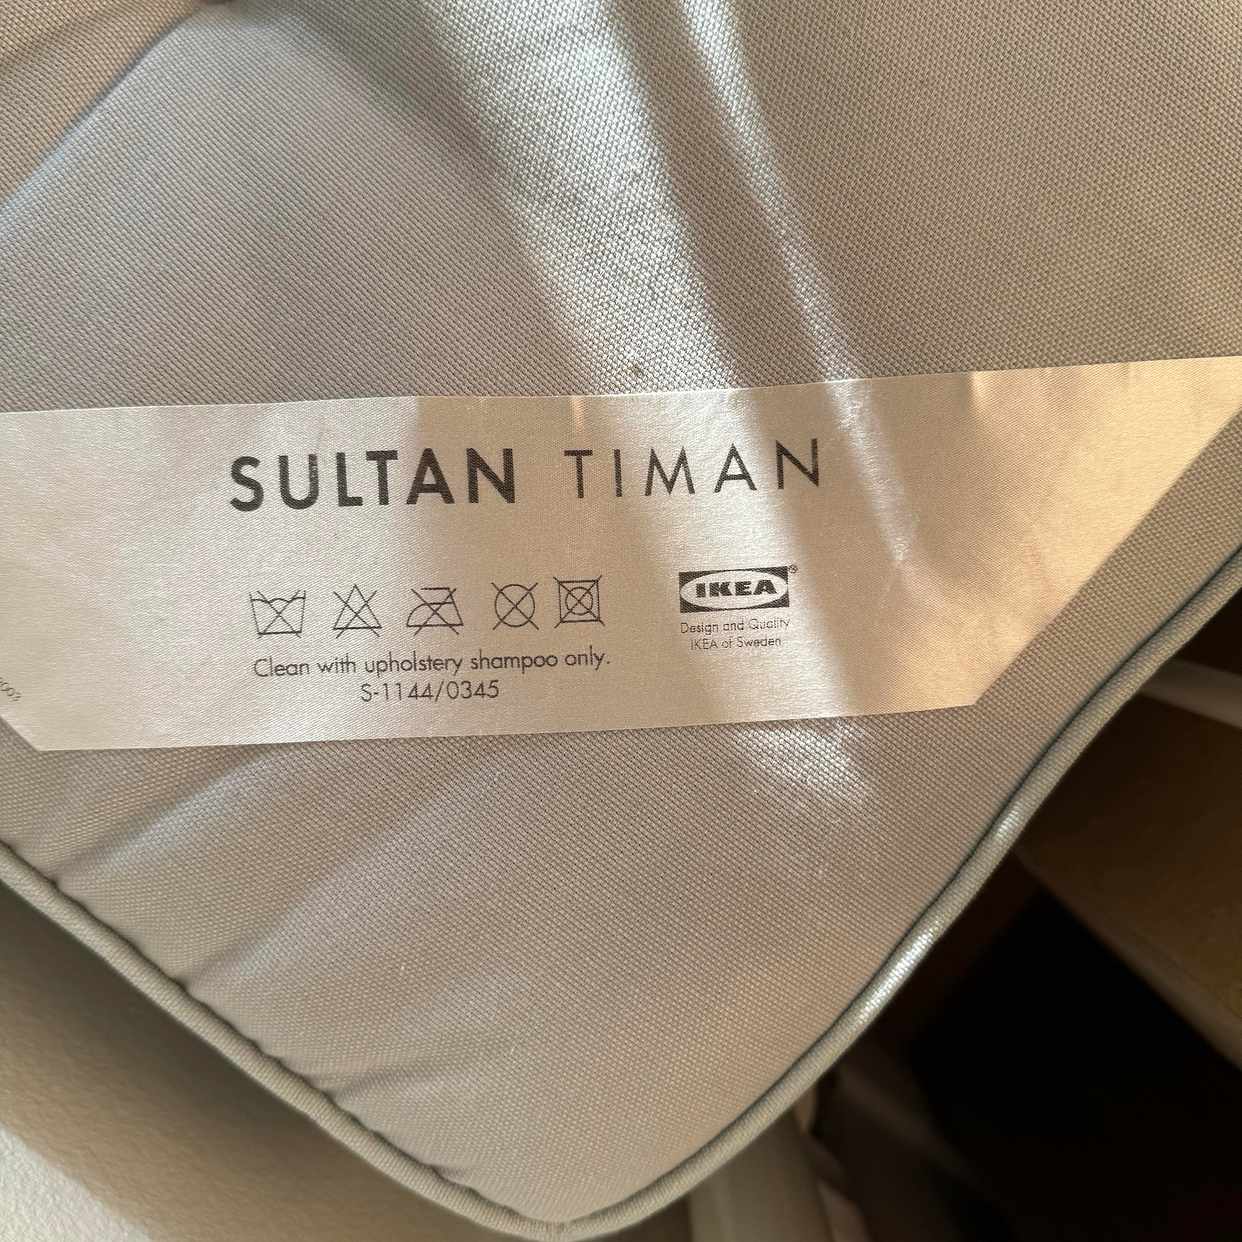 SULTAN TIMAN
IKEA®
Design and Quality
IKEA of Sweden
Clean with upholstery shampoo only.
S-1144/0345